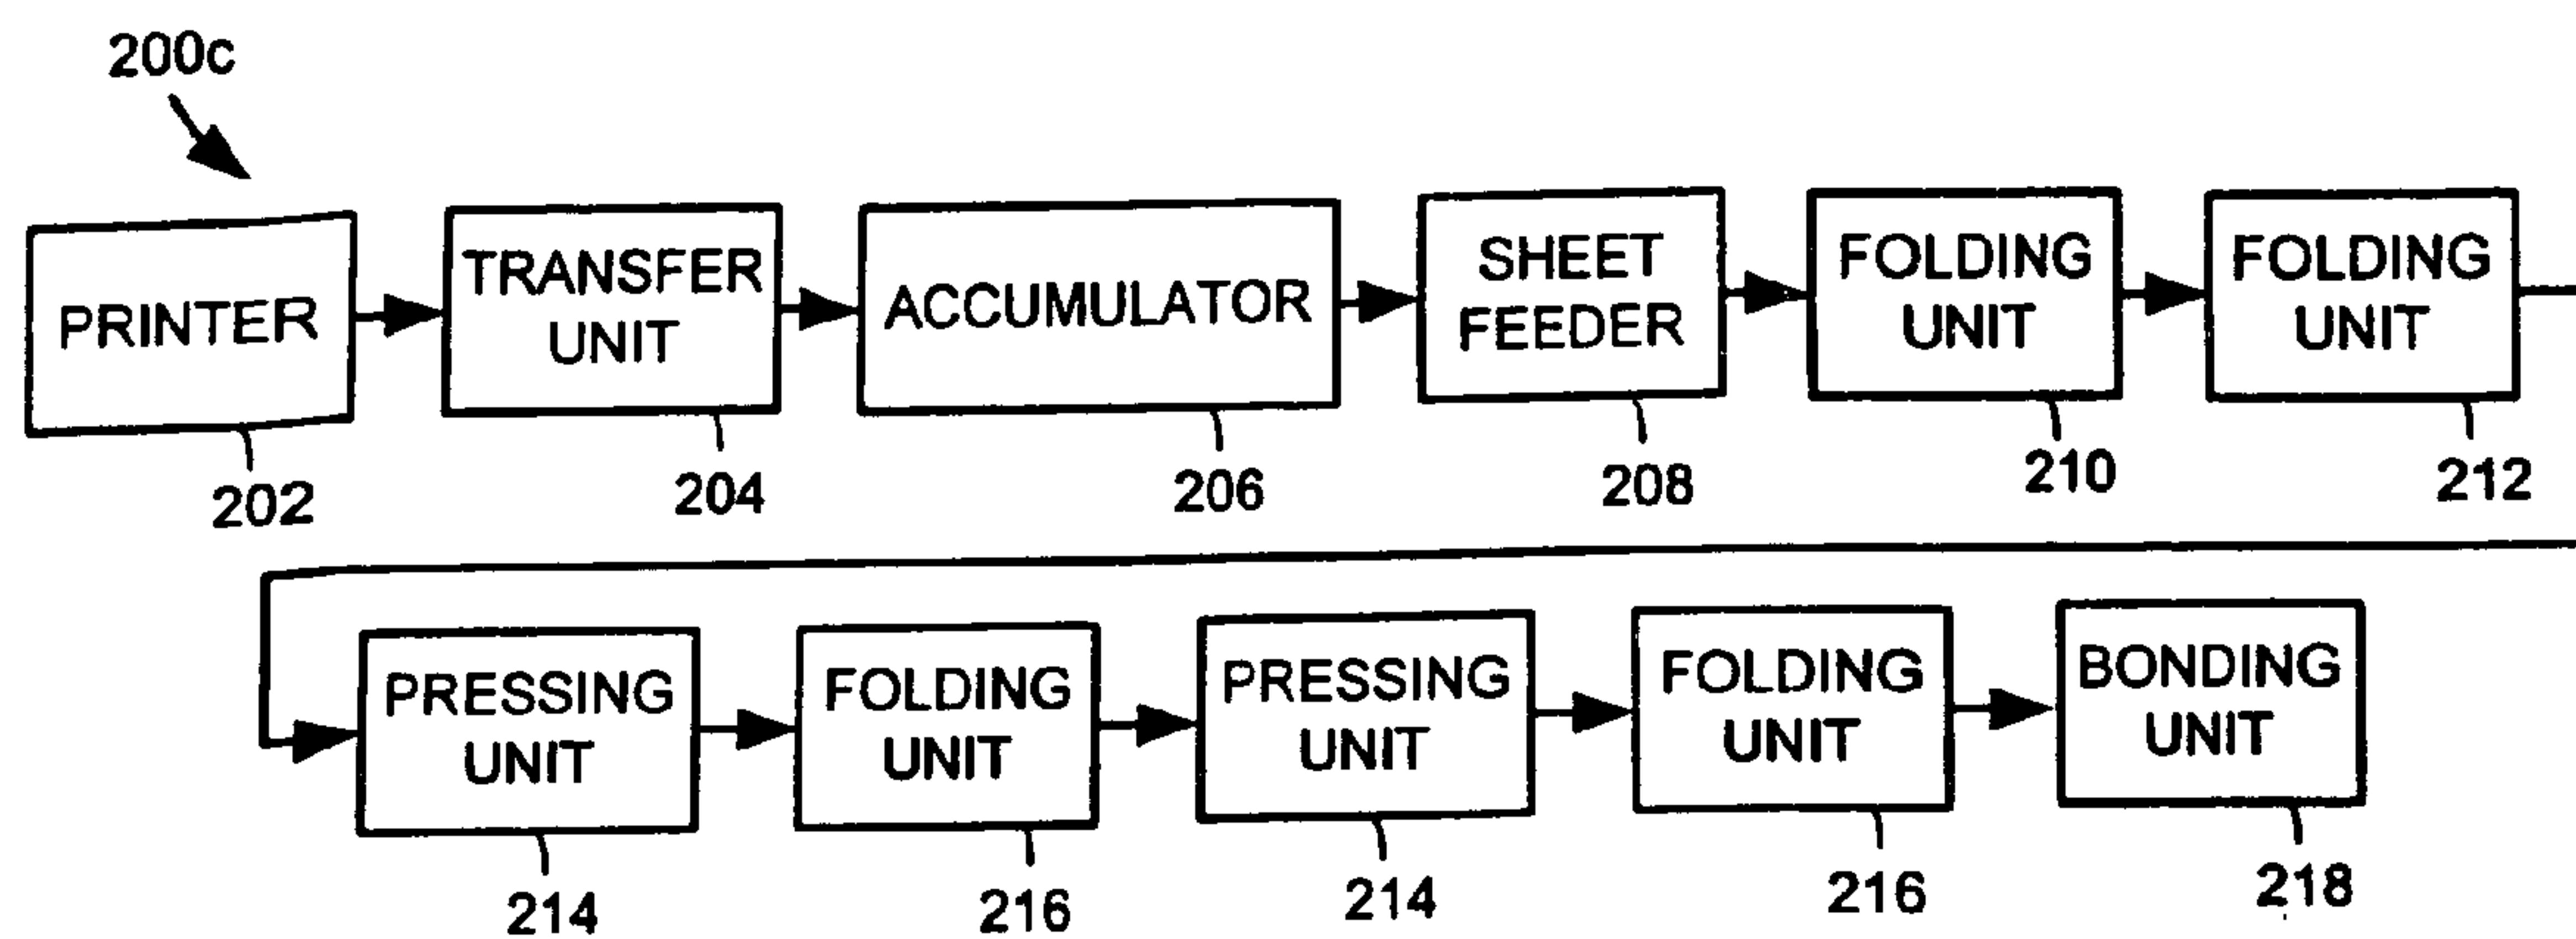 200c
PRINTER
TRANSFER
UNIT
ACCUMULATOR
SHEET
FEEDER
FOLDING
UNIT
FOLDING
UNIT
202
204
206
208
210
212
PRESSING
UNIT
FOLDING
UNIT
PRESSING
UNIT
FOLDING
UNIT
BONDING
UNIT
214
216
214
216
218